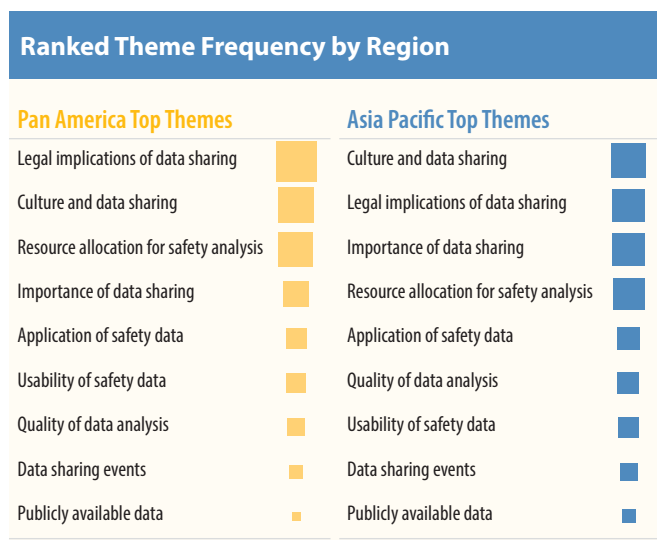 Ranked Theme Frequency by Region
Pan America Top Themes
Legal implications of data sharing
Culture and data sharing
Resource allocation for safety analysis
Importance of data sharing
Application of safety data
Usability of safety data
Quality of data analysis
Data sharing events
Publicly available data
Asia Pacific Top Themes
Culture and data sharing
Legal implications of data sharing
Importance of data sharing
Resource allocation for safety analysis
Application of safety data
Quality of data analysis
Usability of safety data
Data sharing events
Publicly available data